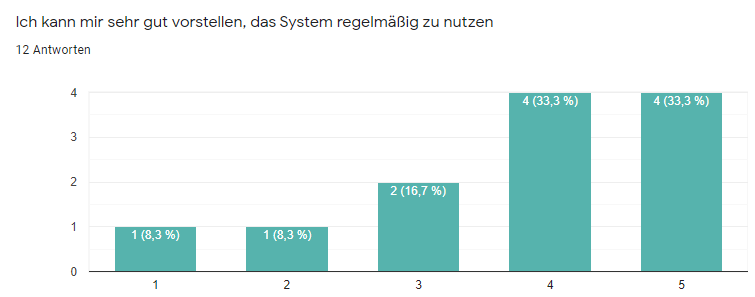 Ich kann mir sehr gut vorstellen, das System regelmäßig zu nutzen
12 Antworten
4
3
2
1
0
1 (8,3 %)
1 (8,3 %)
2 (16,7 %)
4 (33,3 %)
4 (33,3 %)
1
2
3
4
5